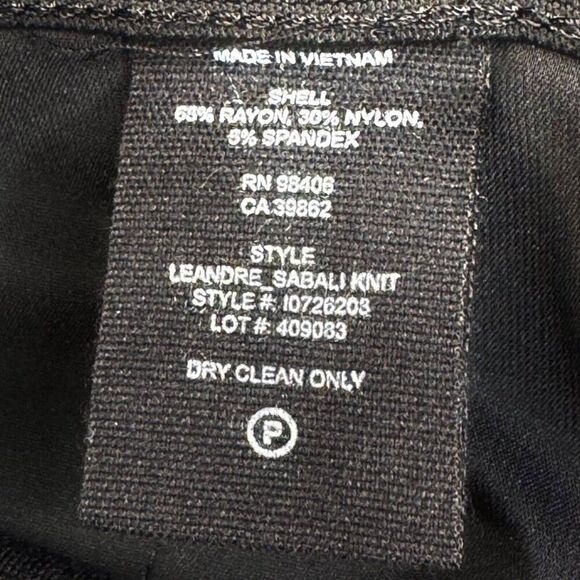 MADE IN VIETNAM
SHELL
65% RAYON, 30% NYLON,
5% SPANDEX
RN 98406
CA 39862
STYLE
LEANDRE_SABALI KNIT
STYLE #: I0726208
LOT #: 409083
DRY CLEAN ONLY
P